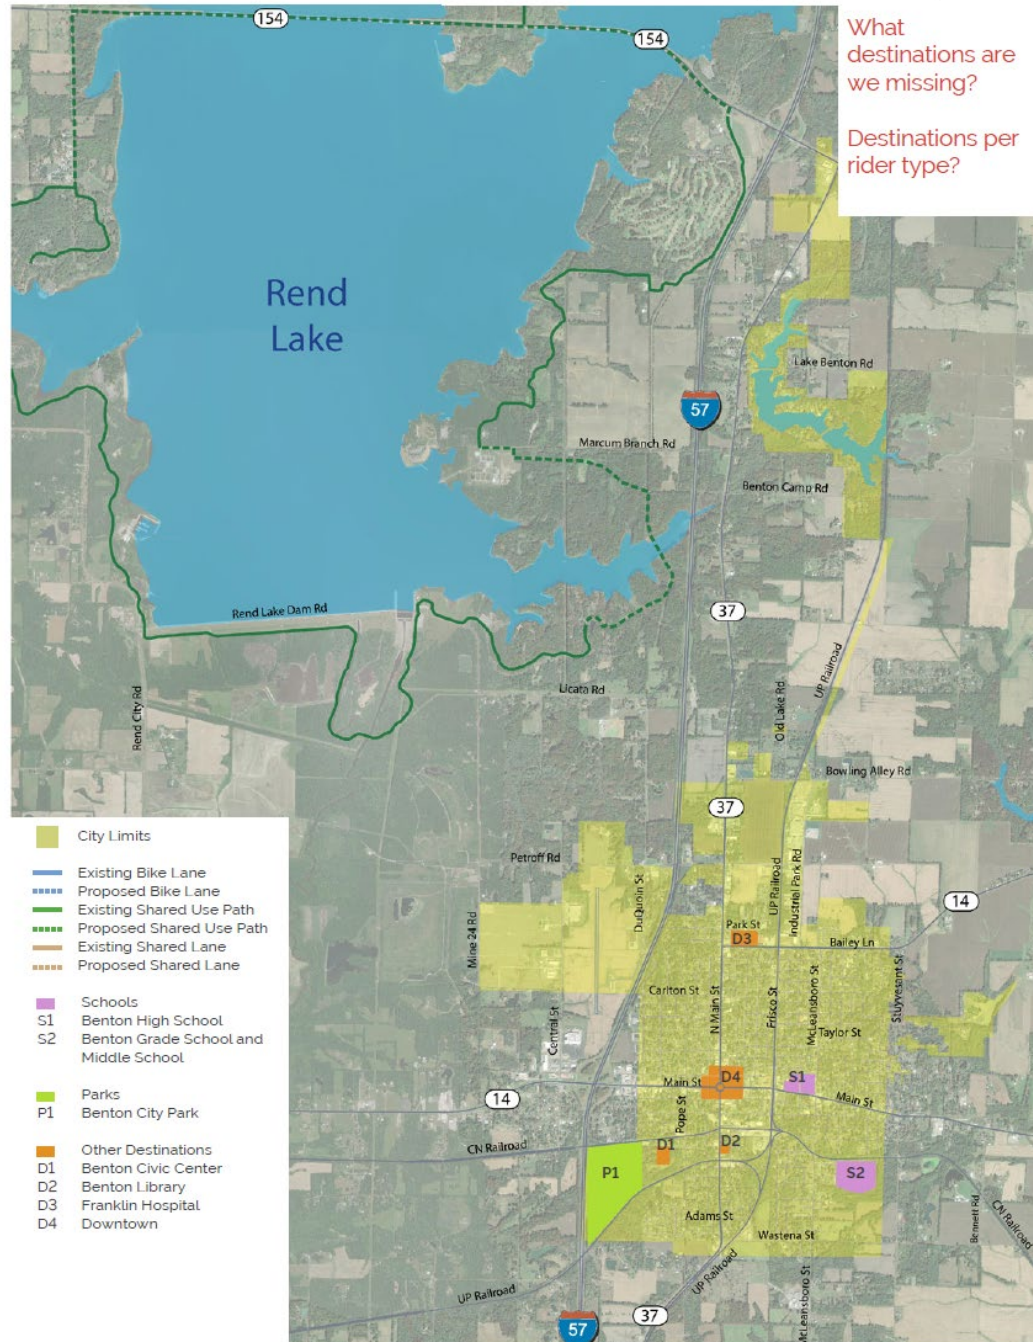 154
154
What
destinations are
we missing?
Destinations per
rider type?
Rend
Lake
Lake Benton Rd
57
Marcum Branch Rd
Benton Camp Rd
Rend Lake Dam Rd
37
UP Railroad
Licata Rd
Rend City Rd
Old Lake Rd
Bowling Alley Rd
37
Petroff Rd
DuQuoin St
UP Railroad
Industrial Park Rd
14
Mine 24 Rd
Park St
D3
Bailey Ln
Stuyvesant St
Carlton St
N Main St
Frisco St
McLeansboro St
Taylor St
Central St
Main St
D4
S1
Main St
14
Pope St
CN Railroad
D1
D2
P1
S2
Adams St
Wastena St
Bennett Rd
CN Railroad
UP Railroad
UP Railroad
McLeansboro St
37
57
City Limits
Existing Bike Lane
Proposed Bike Lane
Existing Shared Use Path
Proposed Shared Use Path
Existing Shared Lane
Proposed Shared Lane
Schools
S1 Benton High School
S2 Benton Grade School and
Middle School
Parks
P1 Benton City Park
Other Destinations
D1 Benton Civic Center
D2 Benton Library
D3 Franklin Hospital
D4 Downtown